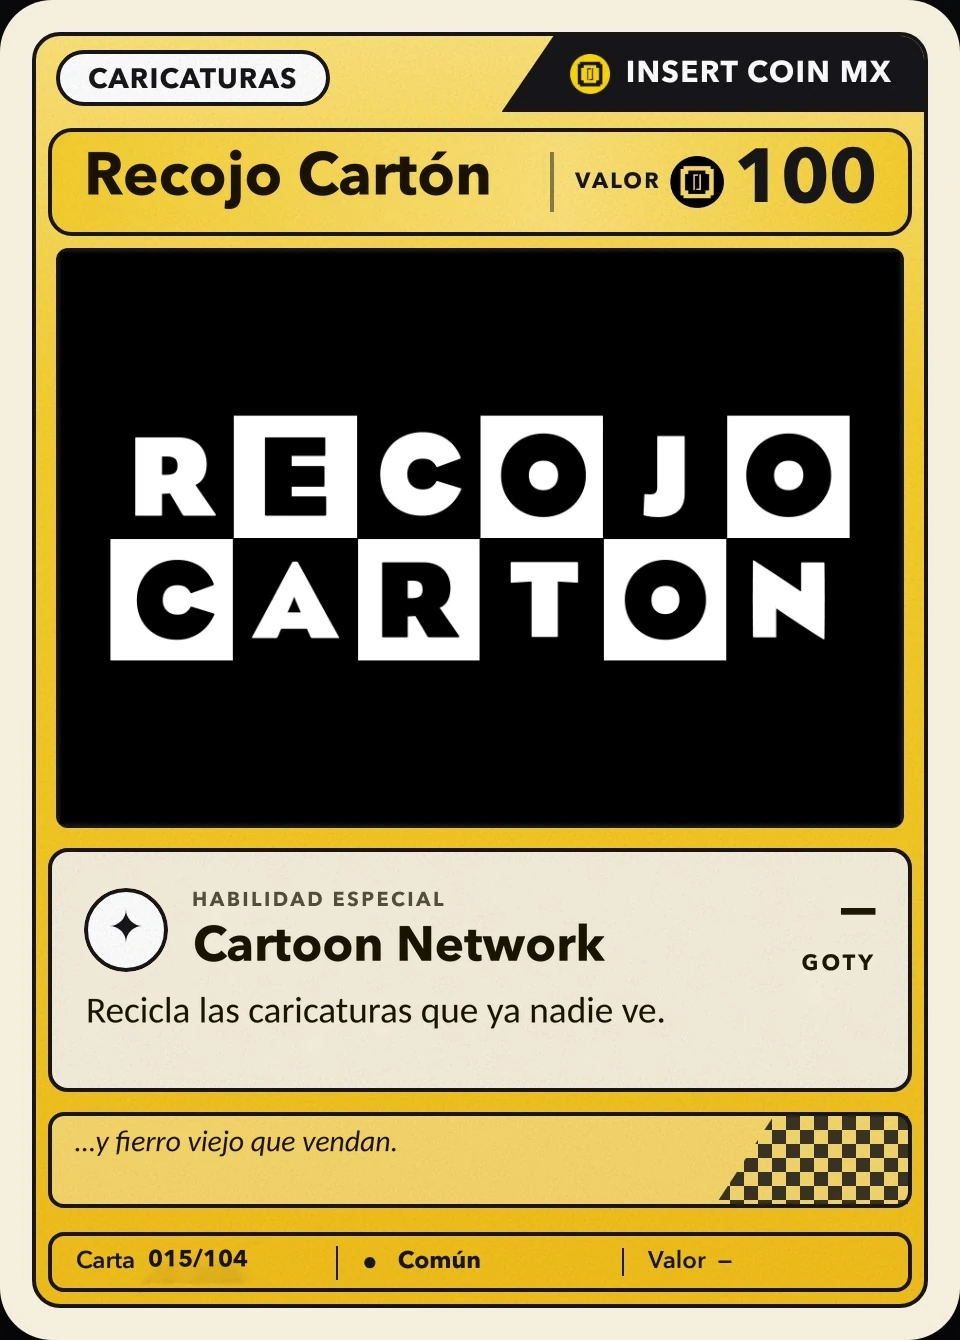 CARICATURAS
INSERT COIN MX
Recojo Cartón
VALOR 100
RECOJO
CARTON
HABILIDAD ESPECIAL
Cartoon Network
–
GOTY
Recicla las caricaturas que ya nadie ve.
...y fierro viejo que vendan.
Carta 015/104 • Común Valor –